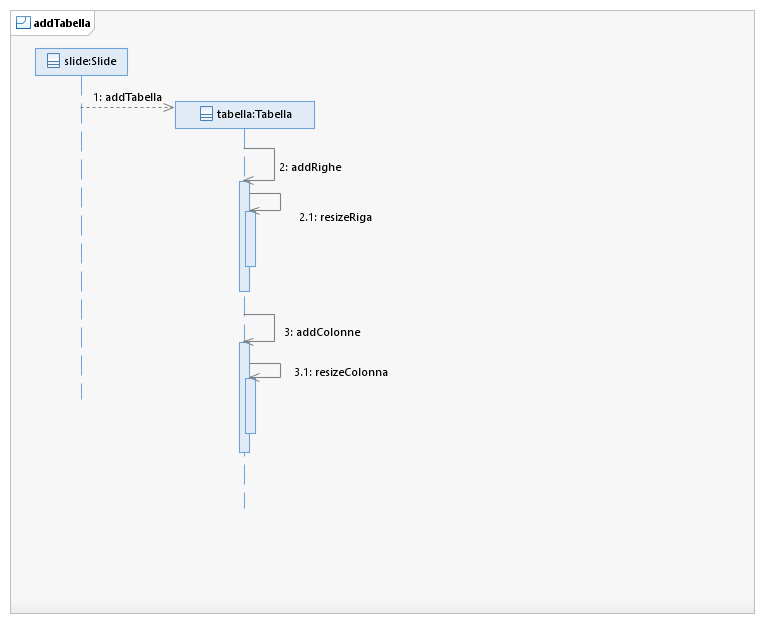 addTabella
slide:Slide
1: addTabella
tabella:Tabella
2: addRighe
2.1: resizeRiga
3: addColonne
3.1: resizeColonna